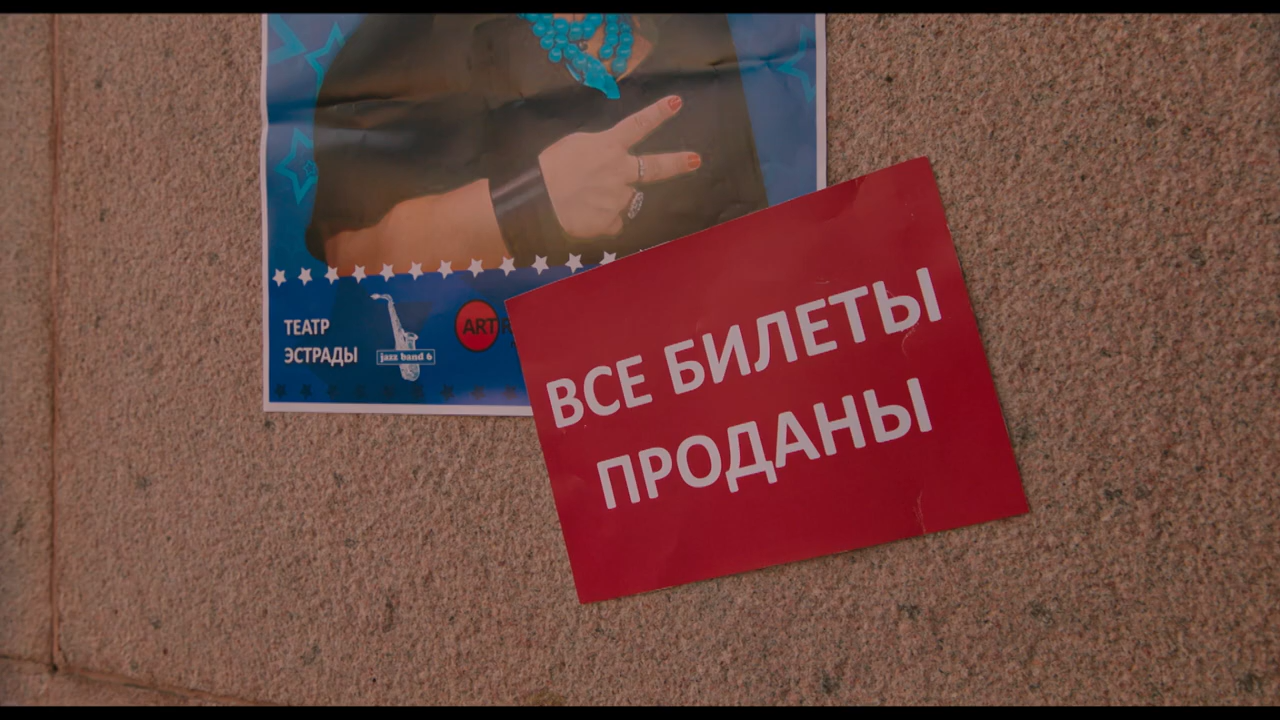 ТЕАТР
ЭСТРАДЫ
jazz band 6
ART
ВСЕ БИЛЕТЫ
ПРОДАНЫ